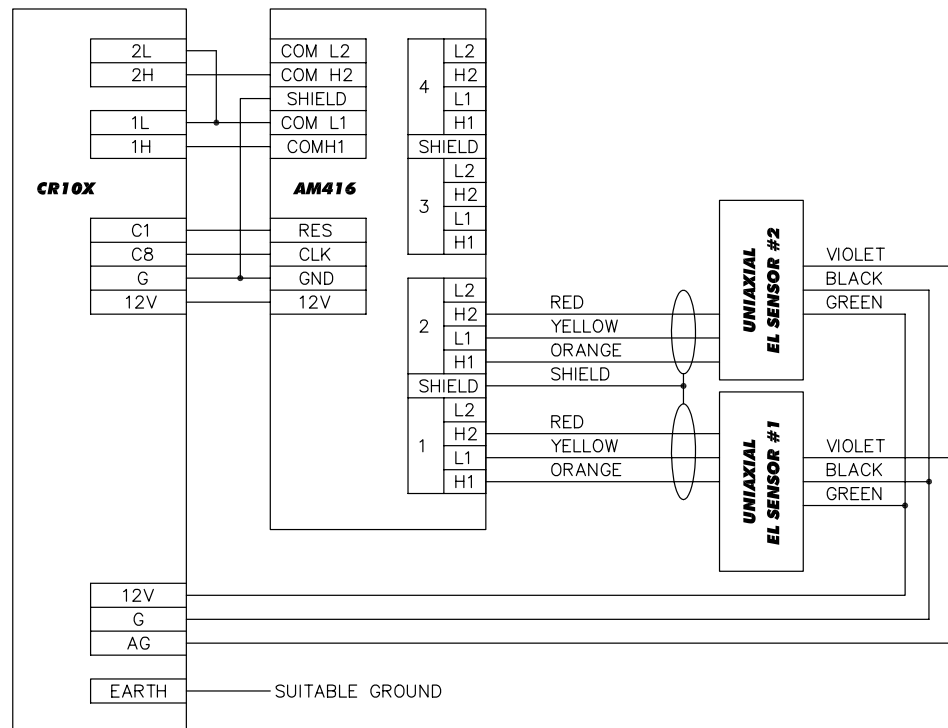 2L
2H
1L
1H
CR10X
C1
C8
G
12V
12V
G
AG
EARTH
SUITABLE GROUND
COM L2
COM H2
SHIELD
COM L1
COMH1
AM416
RES
CLK
GND
12V
4
L2
H2
L1
H1
SHIELD
3
L2
H2
L1
H1
2
L2
H2
L1
H1
SHIELD
1
L2
H2
L1
H1
RED
YELLOW
ORANGE
SHIELD
RED
YELLOW
ORANGE
UNIAXIAL
EL SENSOR #2
VIOLET
BLACK
GREEN
UNIAXIAL
EL SENSOR #1
VIOLET
BLACK
GREEN